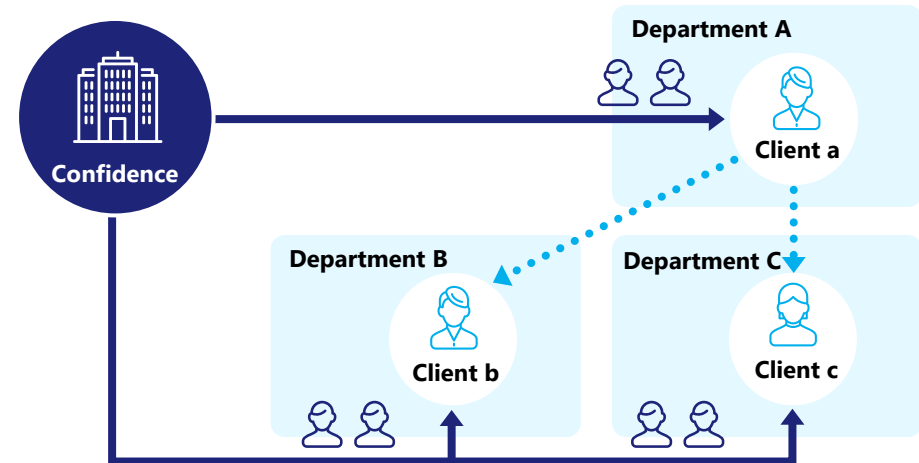 Department A
Client a
Confidence
Department B
Client b
Department C
Client c